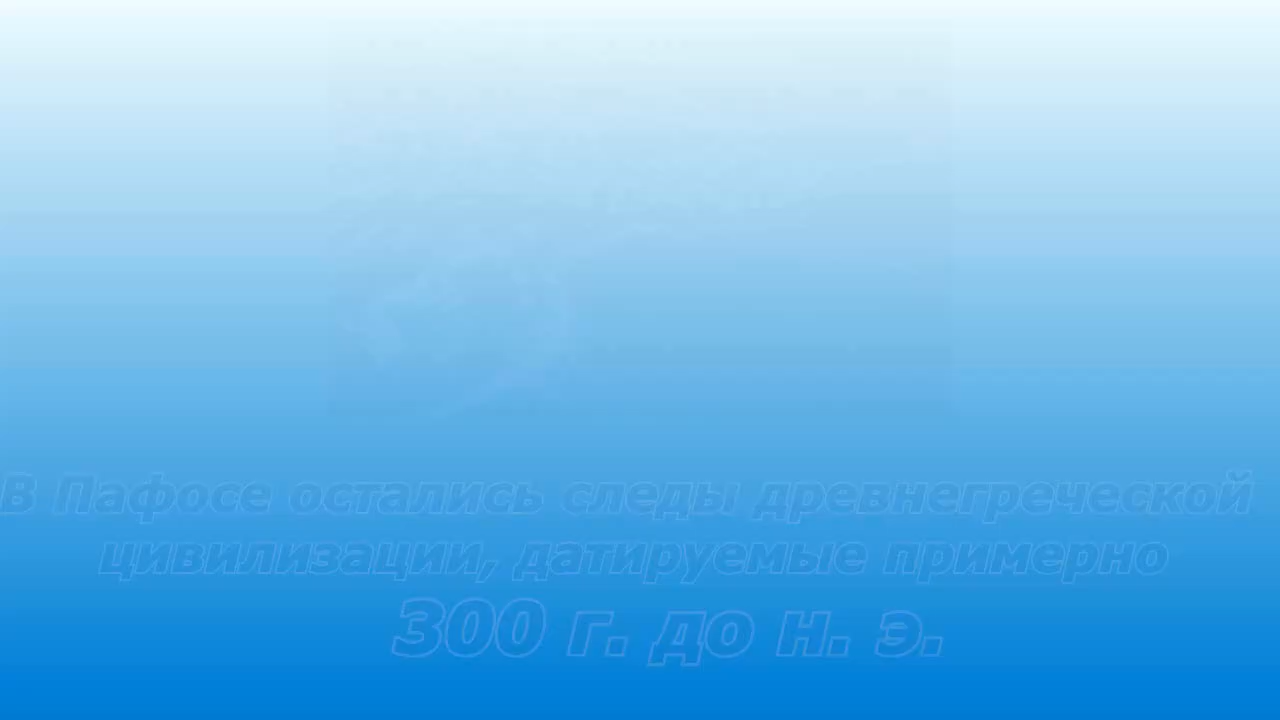 В Пафосе остались следы древнегреческой
цивилизации, датируемые примерно
300 г. до н. э.